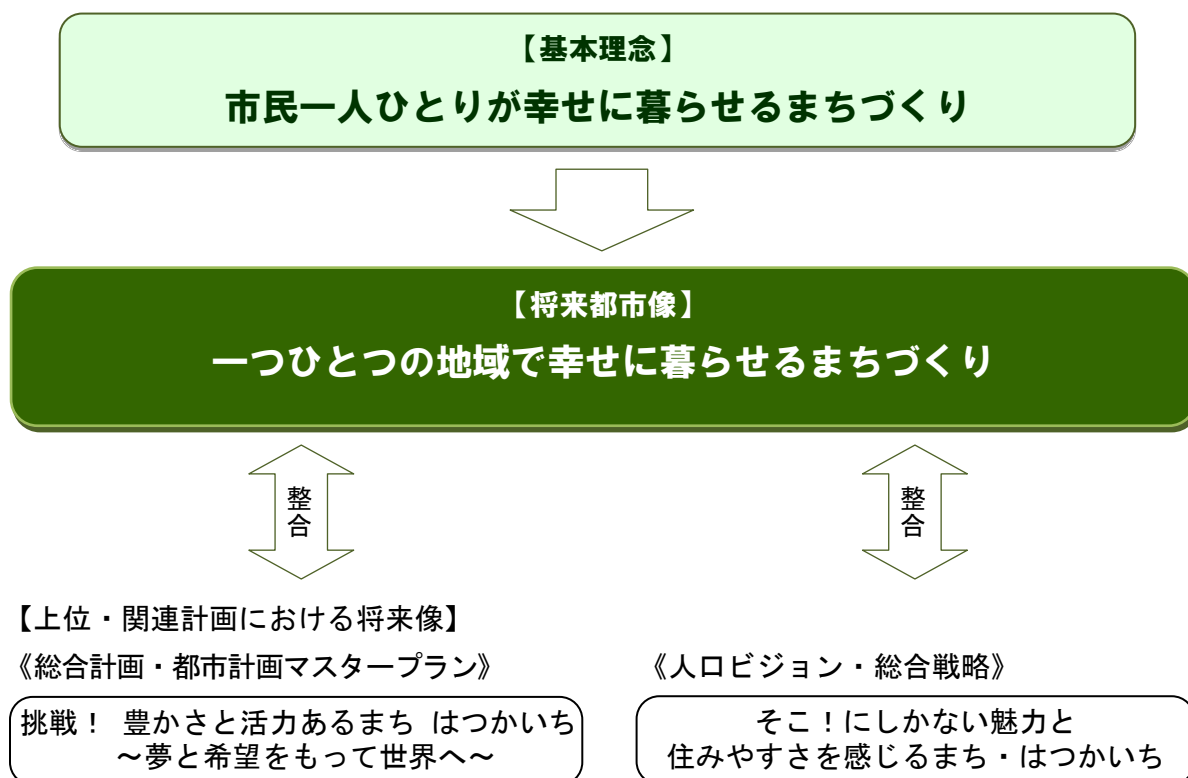 【基本理念】
市民一人ひとりが幸せに暮らせるまちづくり
【将来都市像】
一つひとつの地域で幸せに暮らせるまちづくり
整合
整合
【上位・関連計画における将来像】
《総合計画・都市計画マスタープラン》
《人口ビジョン・総合戦略》
挑戦！ 豊かさと活力あるまち はつかいち
～夢と希望をもって世界へ～
そこ！にしかない魅力と
住みやすさを感じるまち・はつかいち